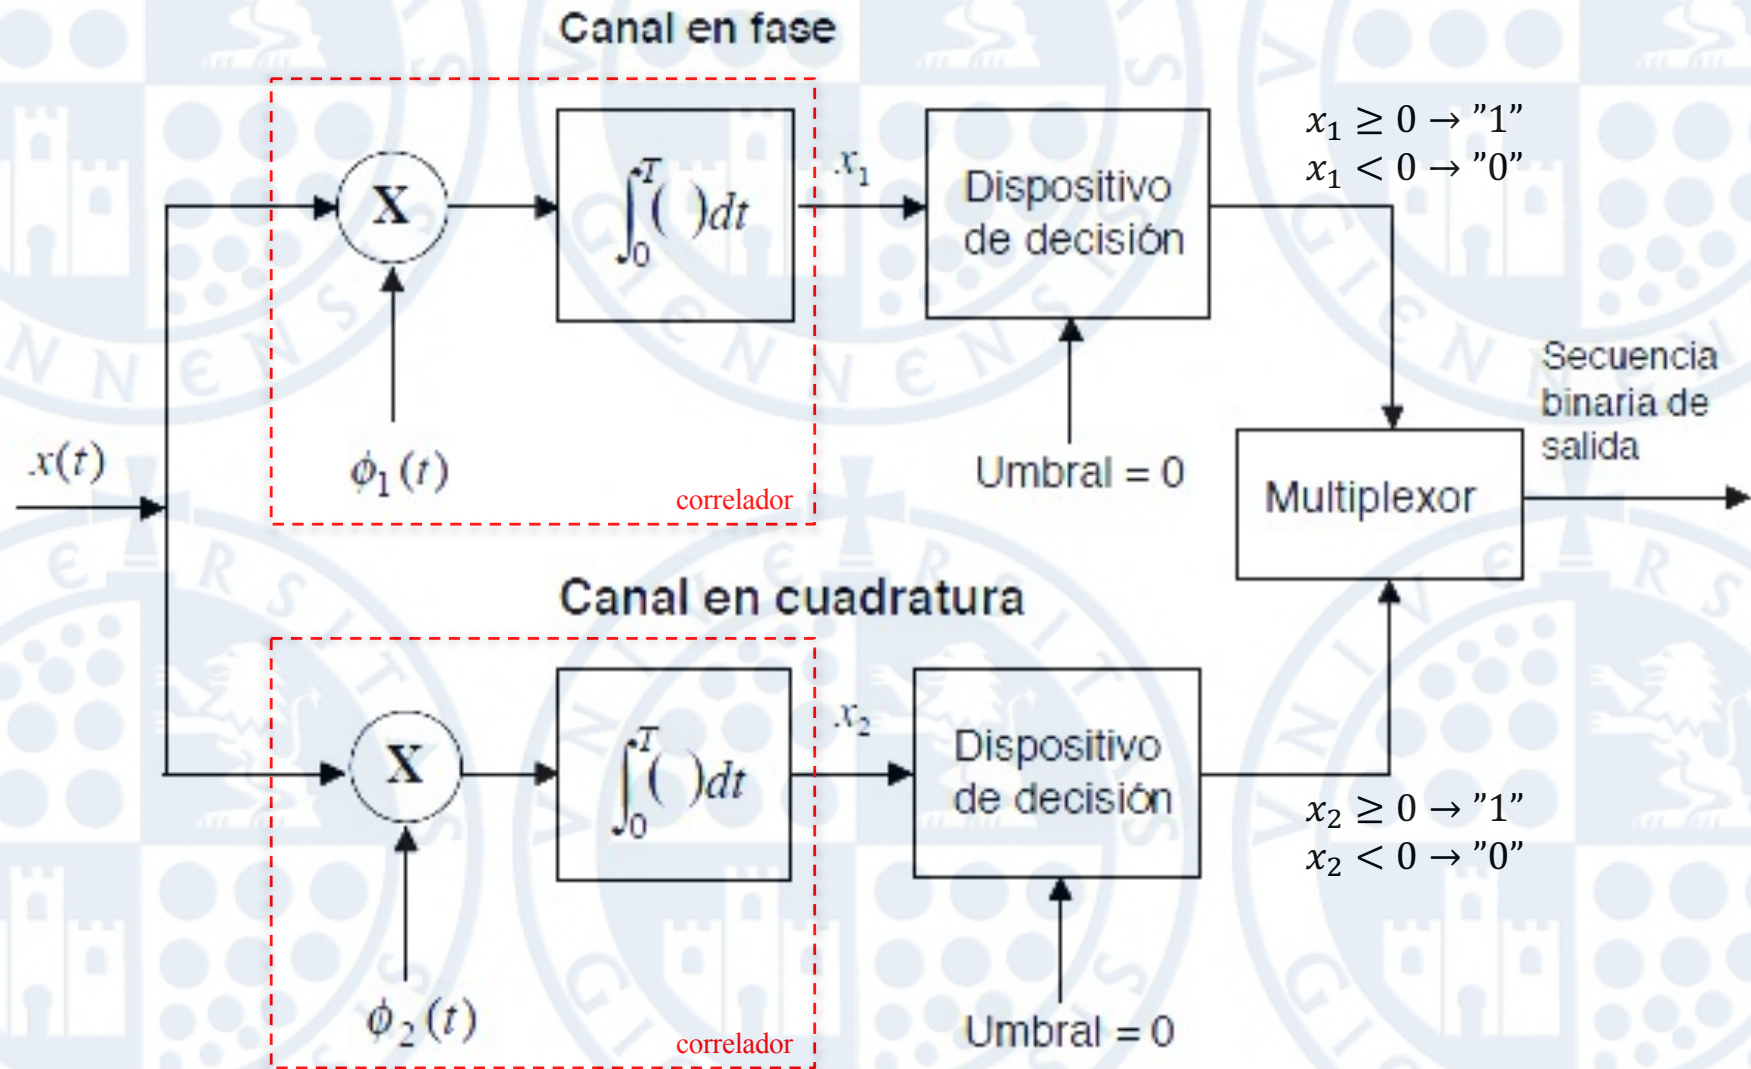 Canal en fase
X
∫₀ᵀ( )dt
x₁
Dispositivo
de decisión
x₁ ≥ 0 → ”1”
x₁ < 0 → ”0”
ϕ₁(t)
correlador
Umbral = 0
x(t)
Secuencia
binaria de
salida
Multiplexor
Canal en cuadratura
X
∫₀ᵀ( )dt
x₂
Dispositivo
de decisión
x₂ ≥ 0 → ”1”
x₂ < 0 → ”0”
ϕ₂(t)
correlador
Umbral = 0